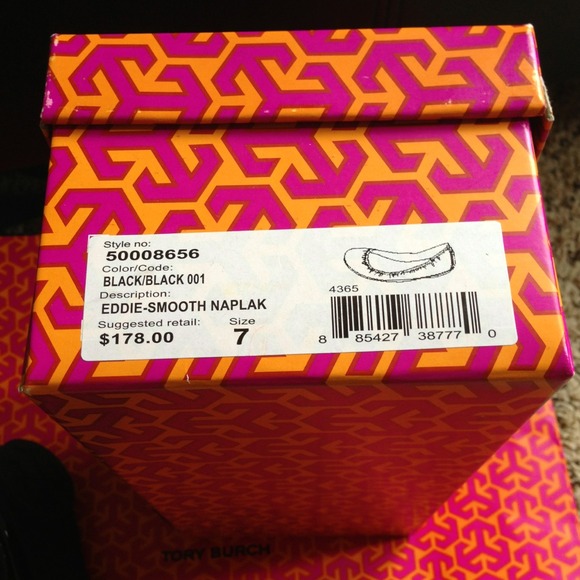 Style no:
50008656
Color/Code:
BLACK/BLACK 001
Description:
EDDIE-SMOOTH NAPLAK
Suggested retail: Size
$178.00 7
4365
8 85427 38777 0
TORY BURCH